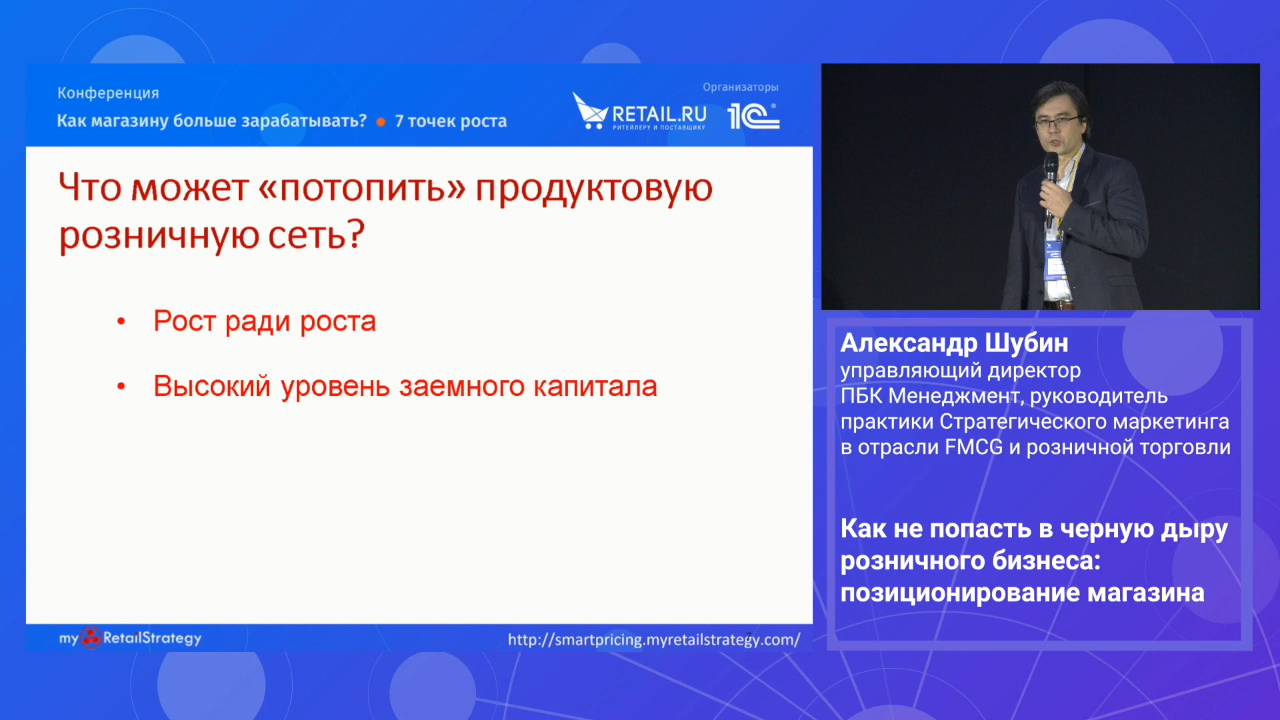 Конференция
Как магазину больше зарабатывать? • 7 точек роста
Организаторы
RETAIL.RU
РИТЕЙЛЕРУ И ПОСТАВЩИКУ
1С®
Что может «потопить» продуктовую
розничную сеть?
• Рост ради роста
• Высокий уровень заемного капитала
my RetailStrategy
http://smartpricing.myretailstrategy.com/
Александр Шубин
управляющий директор
ПБК Менеджмент, руководитель
практики Стратегического маркетинга
в отрасли FMCG и розничной торговли
Как не попасть в черную дыру
розничного бизнеса:
позиционирование магазина